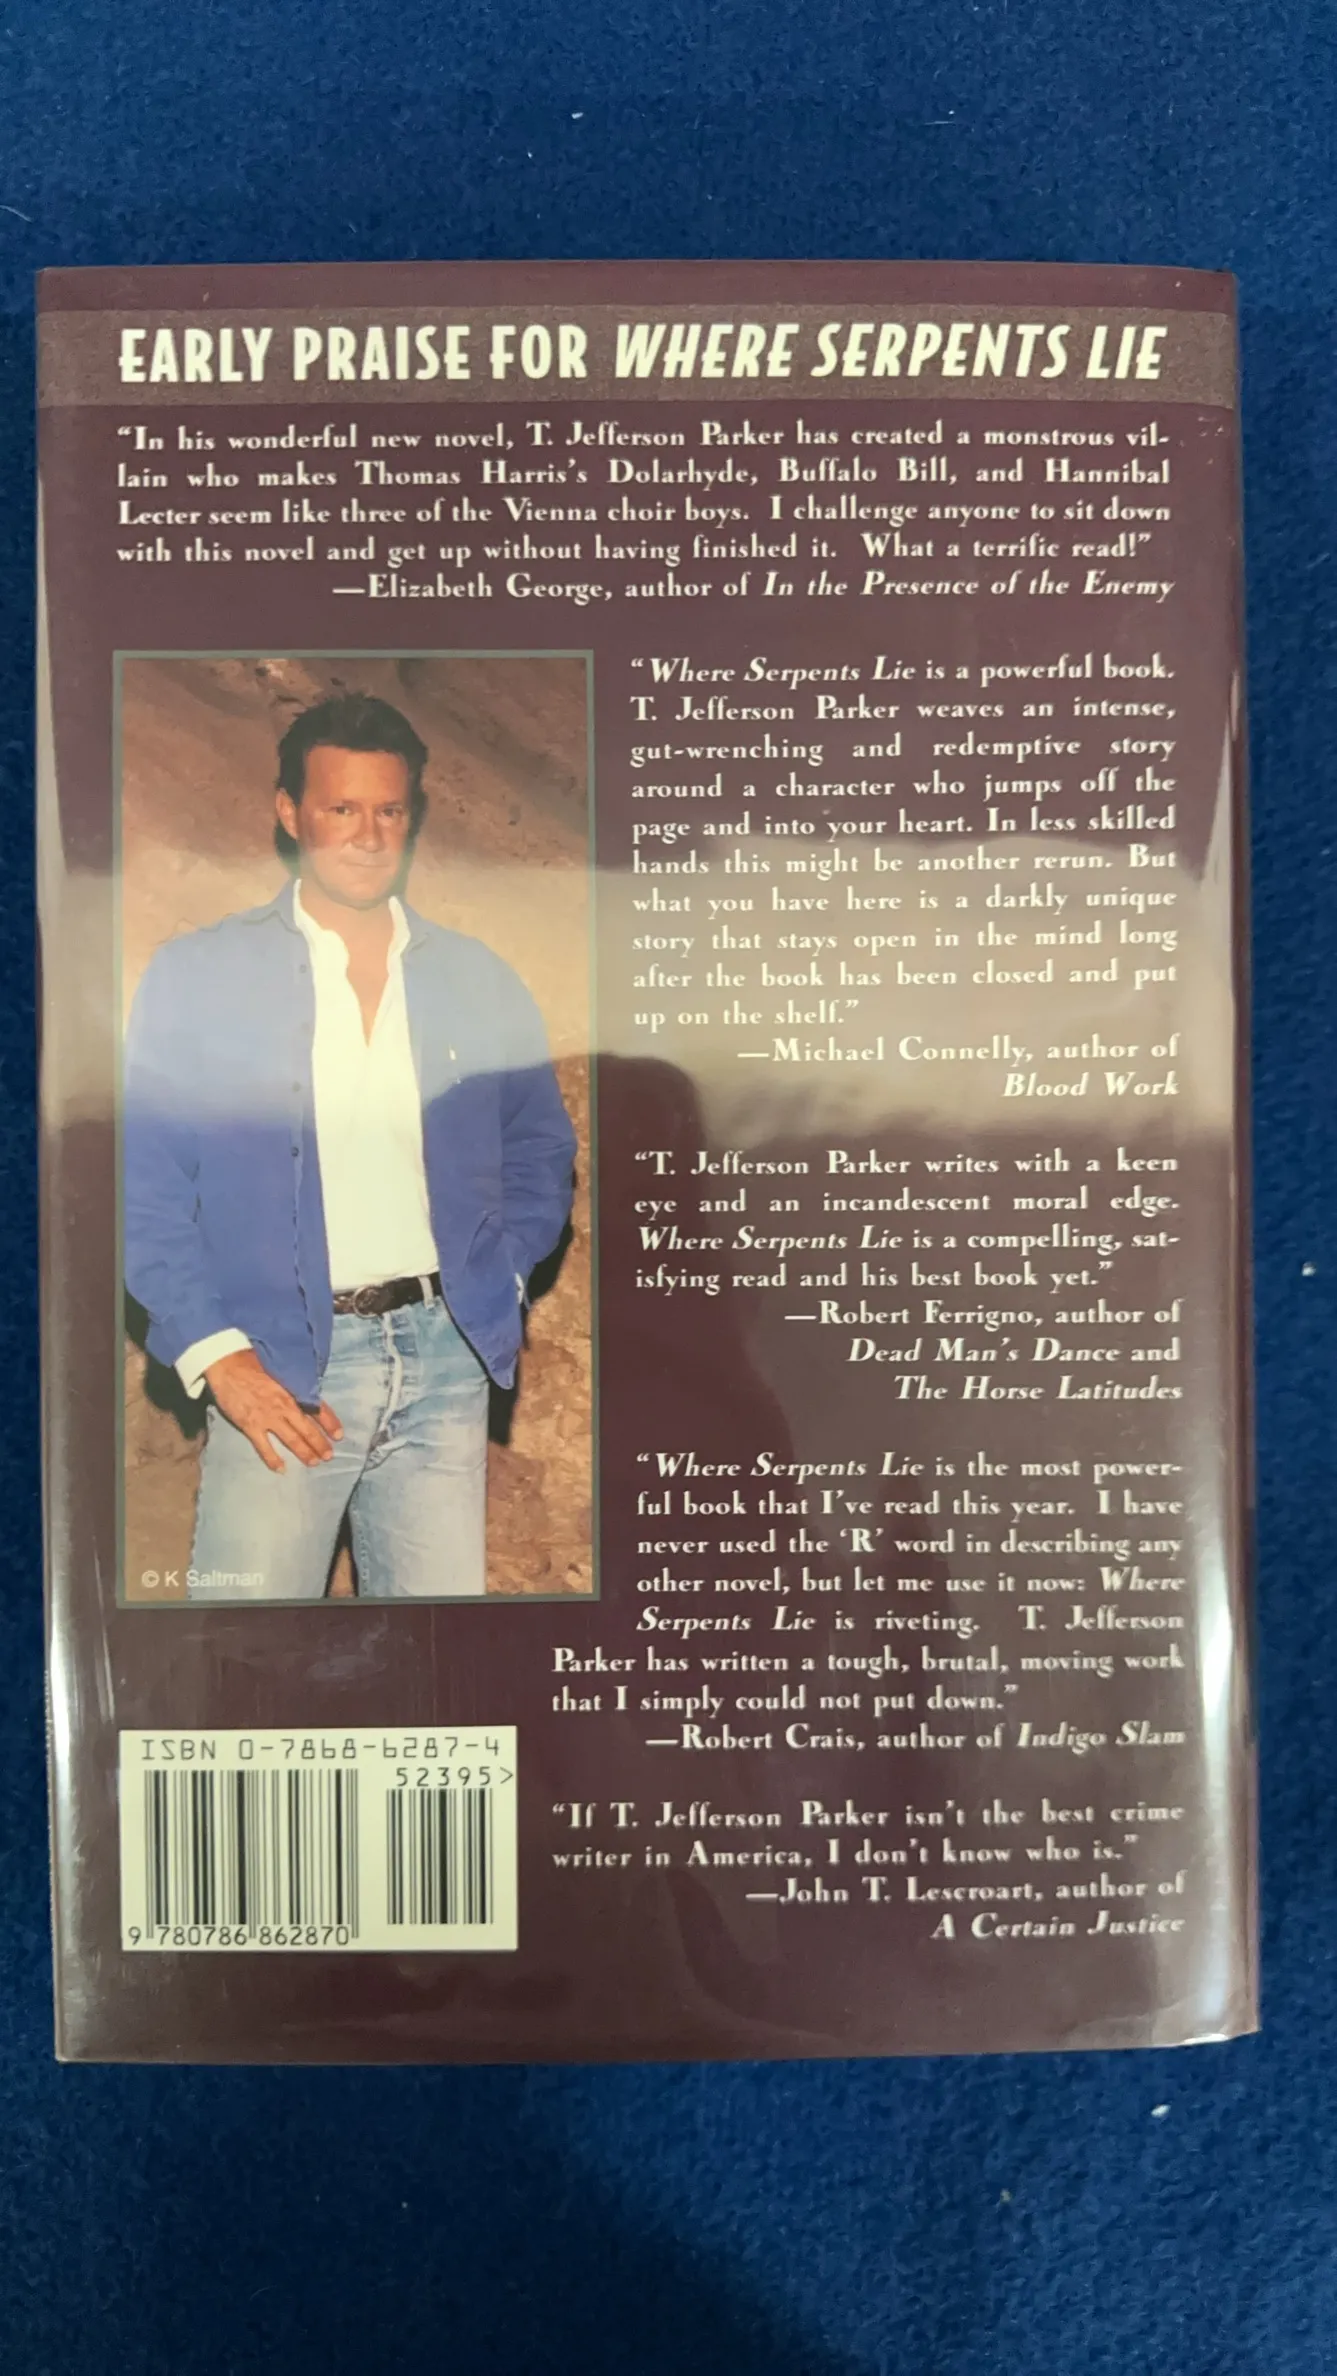 EARLY PRAISE FOR WHERE SERPENTS LIE
“In his wonderful new novel, T. Jefferson Parker has created a monstrous vil-
lain who makes Thomas Harris’s Dolarhyde, Buffalo Bill, and Hannibal
Lecter seem like three of the Vienna choir boys. I challenge anyone to sit down
with this novel and get up without having finished it. What a terrific read!”
—Elizabeth George, author of In the Presence of the Enemy
“Where Serpents Lie is a powerful book.
T. Jefferson Parker weaves an intense,
gut-wrenching and redemptive story
around a character who jumps off the
page and into your heart. In less skilled
hands this might be another rerun. But
what you have here is a darkly unique
story that stays open in the mind long
after the book has been closed and put
up on the shelf.”
—Michael Connelly, author of
Blood Work
“T. Jefferson Parker writes with a keen
eye and an incandescent moral edge.
Where Serpents Lie is a compelling, sat-
isfying read and his best book yet.”
—Robert Ferrigno, author of
Dead Man’s Dance and
The Horse Latitudes
“Where Serpents Lie is the most power-
ful book that I’ve read this year. I have
never used the ‘R’ word in describing any
other novel, but let me use it now: Where
Serpents Lie is riveting. T. Jefferson
Parker has written a tough, brutal, moving work
that I simply could not put down.”
—Robert Crais, author of Indigo Slam
“If T. Jefferson Parker isn’t the best crime
writer in America, I don’t know who is.”
—John T. Lescroart, author of
A Certain Justice
© K Saltman
ISBN 0-7868-6287-4
52395>
9 780786 862870